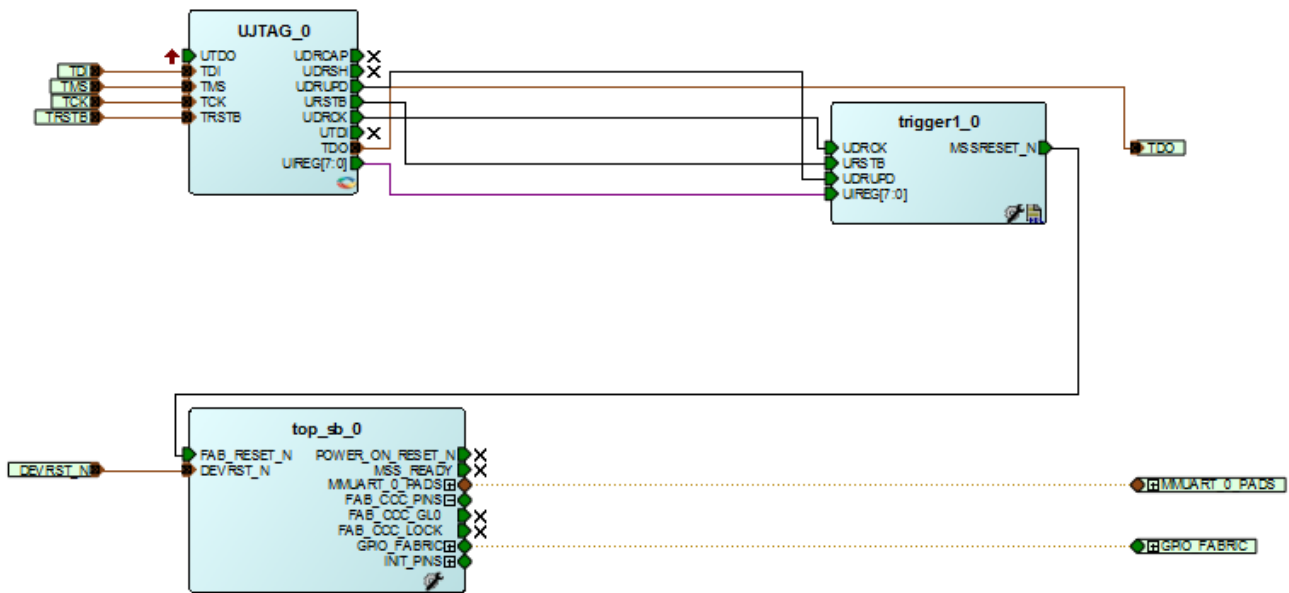 UJTAG_0
UTDO UDRCAP
TDI TDI UDRSH
TMS TMS UDRUPD
TCK TCK URSTB
TRSTB TRSTB UDRCK
UTDI
TDO
UIREG[7:0]
trigger1_0
UDRCK MSSRESET_N TDO
URSTB
UDRUPD
UIREG[7:0]
top_sb_0
FAB_RESET_N POWER_ON_RESET_N
DEVRST_N DEVRST_N MSS_READY
MMUART_0_PADS MMUART_0_PADS
FAB_CCC_PINS
FAB_CCC_GL0
FAB_CCC_LOCK
GPIO_FABRIC GPIO_FABRIC
INIT_PINS